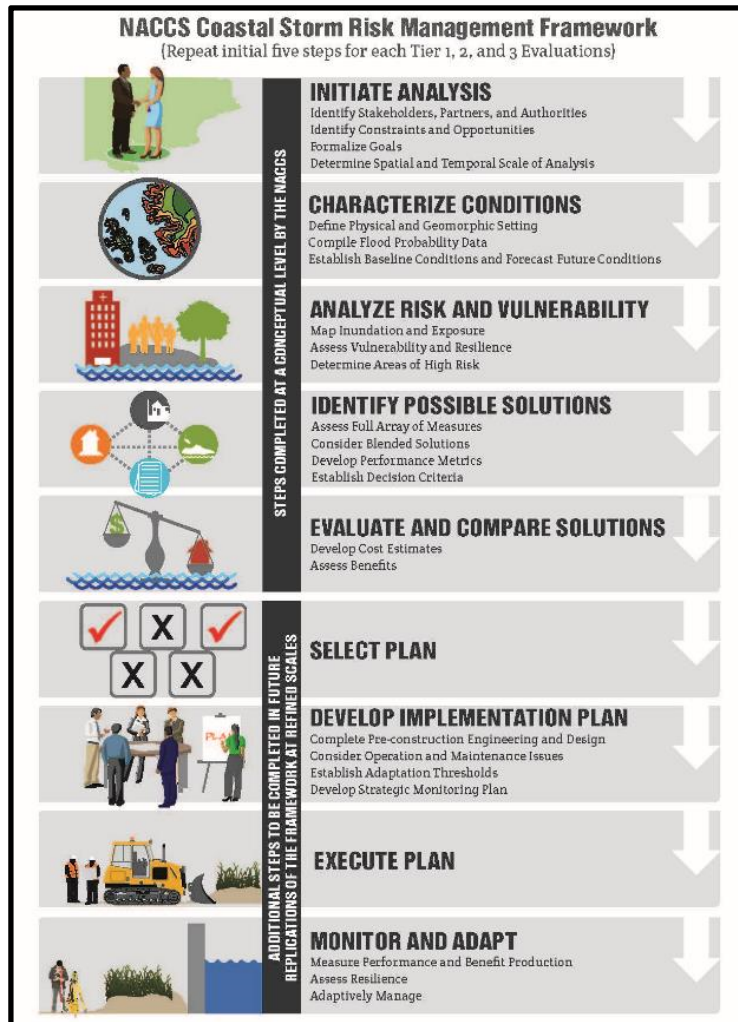 NACCS Coastal Storm Risk Management Framework
(Repeat initial five steps for each Tier 1, 2, and 3 Evaluations)
STEPS COMPLETED AT A CONCEPTUAL LEVEL BY THE NACCS
INITIATE ANALYSIS
Identify Stakeholders, Partners, and Authorities
Identify Constraints and Opportunities
Formalize Goals
Determine Spatial and Temporal Scale of Analysis
CHARACTERIZE CONDITIONS
Define Physical and Geomorphic Setting
Compile Flood Probability Data
Establish Baseline Conditions and Forecast Future Conditions
ANALYZE RISK AND VULNERABILITY
Map Inundation and Exposure
Assess Vulnerability and Resilience
Determine Areas of High Risk
IDENTIFY POSSIBLE SOLUTIONS
Assess Full Array of Measures
Consider Blended Solutions
Develop Performance Metrics
Establish Decision Criteria
$
EVALUATE AND COMPARE SOLUTIONS
Develop Cost Estimates
Assess Benefits
ADDITIONAL STEPS TO BE COMPLETED IN FUTURE
REPLICATIONS OF THE FRAMEWORK AT REFINED SCALES
X
X X
SELECT PLAN
PLAN
DEVELOP IMPLEMENTATION PLAN
Complete Pre-construction Engineering and Design
Consider Operation and Maintenance Issues
Establish Adaptation Thresholds
Develop Strategic Monitoring Plan
EXECUTE PLAN
MONITOR AND ADAPT
Measure Performance and Benefit Production
Assess Resilience
Adaptively Manage